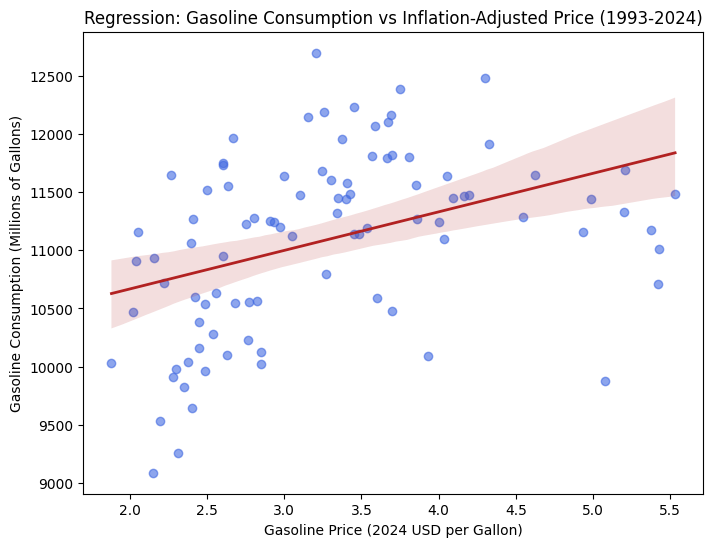 Regression: Gasoline Consumption vs Inflation-Adjusted Price (1993-2024)
Gasoline Consumption (Millions of Gallons)
12500
12000
11500
11000
10500
10000
9500
9000
2.0 2.5 3.0 3.5 4.0 4.5 5.0 5.5
Gasoline Price (2024 USD per Gallon)